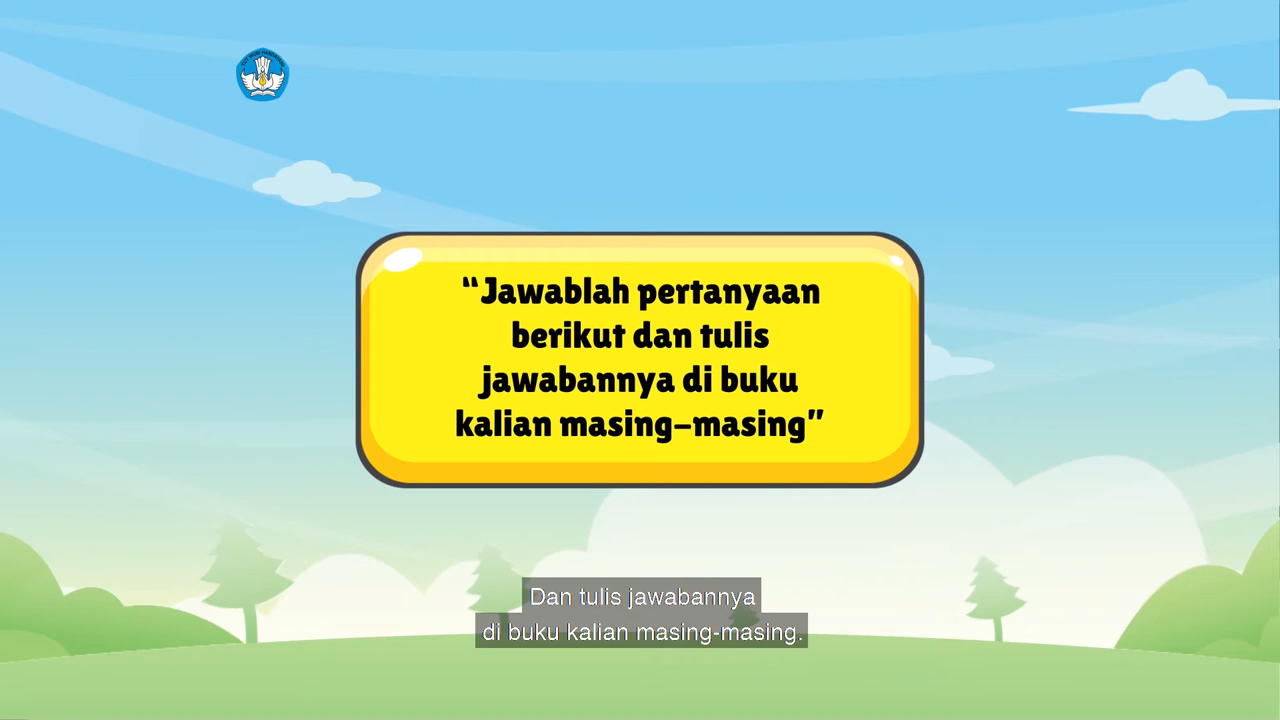 “Jawablah pertanyaan
berikut dan tulis
jawabannya di buku
kalian masing-masing”
Dan tulis jawabannya
di buku kalian masing-masing.